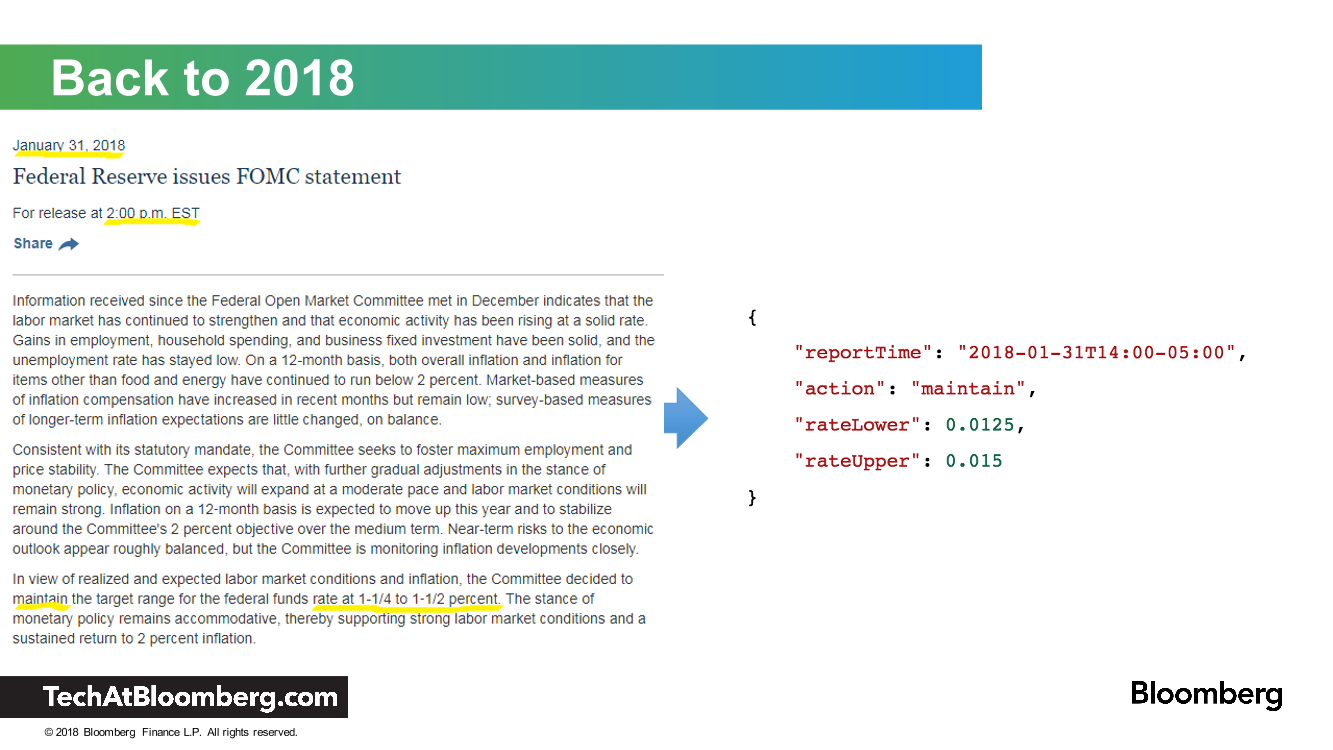 Back to 2018
January 31, 2018
Federal Reserve issues FOMC statement
For release at 2:00 p.m. EST
Share
Information received since the Federal Open Market Committee met in December indicates that the
labor market has continued to strengthen and that economic activity has been rising at a solid rate.
Gains in employment, household spending, and business fixed investment have been solid, and the
unemployment rate has stayed low. On a 12-month basis, both overall inflation and inflation for
items other than food and energy have continued to run below 2 percent. Market-based measures
of inflation compensation have increased in recent months but remain low; survey-based measures
of longer-term inflation expectations are little changed, on balance.
Consistent with its statutory mandate, the Committee seeks to foster maximum employment and
price stability. The Committee expects that, with further gradual adjustments in the stance of
monetary policy, economic activity will expand at a moderate pace and labor market conditions will
remain strong. Inflation on a 12-month basis is expected to move up this year and to stabilize
around the Committee's 2 percent objective over the medium term. Near-term risks to the economic
outlook appear roughly balanced, but the Committee is monitoring inflation developments closely.
In view of realized and expected labor market conditions and inflation, the Committee decided to
maintain the target range for the federal funds rate at 1-1/4 to 1-1/2 percent. The stance of
monetary policy remains accommodative, thereby supporting strong labor market conditions and a
sustained return to 2 percent inflation.
{
"reportTime": "2018-01-31T14:00-05:00",
"action": "maintain",
"rateLower": 0.0125,
"rateUpper": 0.015
}
TechAtBloomberg.com
Bloomberg
© 2018 Bloomberg Finance L.P. All rights reserved.